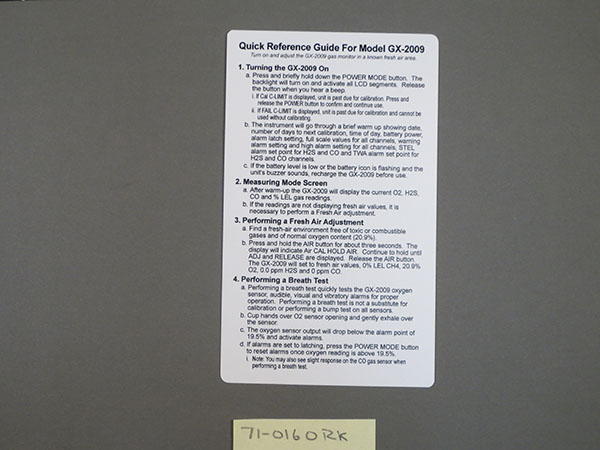 Quick Reference Guide For Model GX-2009
Turn on and adjust the GX-2009 gas monitor in a known fresh air area.
1. Turning the GX-2009 On
a. Press and briefly hold down the POWER MODE button. The
backlight will turn on and activate all LCD segments. Release
the button when you hear a beep.
i. If Cal C-LIMIT is displayed, unit is past due for calibration. Press and
release the POWER button to confirm and continue use.
ii. If FAIL C-LIMIT is displayed, unit is past due for calibration and cannot be
used without calibrating.
b. The instrument will go through a brief warm up showing date,
number of days to next calibration, time of day, battery power,
alarm latch setting, full scale values for all channels, warning
alarm setting and high alarm setting for all channels, STEL
alarm set point for H2S and CO and TWA alarm set point for
H2S and CO channels.
c. If the battery level is low or the battery icon is flashing and the
unit's buzzer sounds, recharge the GX-2009 before use.
2. Measuring Mode Screen
a. After warm-up the GX-2009 will display the current O2, H2S,
CO and % LEL gas readings.
b. If the readings are not displaying fresh air values, it is
necessary to perform a Fresh Air adjustment.
3. Performing a Fresh Air Adjustment
a. Find a fresh-air environment free of toxic or combustible
gases and of normal oxygen content (20.9%).
b. Press and hold the AIR button for about three seconds. The
display will indicate Air CAL HOLD AIR. Continue to hold until
ADJ and RELEASE are displayed. Release the AIR button.
The GX-2009 will set to fresh air values, 0% LEL CH4, 20.9%
O2, 0.0 ppm H2S and 0 ppm CO.
4. Performing a Breath Test
a. Performing a breath test quickly tests the GX-2009 oxygen
sensor, audible, visual and vibratory alarms for proper
operation. Performing a breath test is not a substitute for
calibration or performing a bump test on all sensors.
b. Cup hands over O2 sensor opening and gently exhale over
the sensor.
c. The oxygen sensor output will drop below the alarm point of
19.5% and activate alarms.
d. If alarms are set to latching, press the POWER MODE button
to reset alarms once oxygen reading is above 19.5%.
i. Note: You may also see slight response on the CO gas sensor when
performing a breath test.
71-0160RK